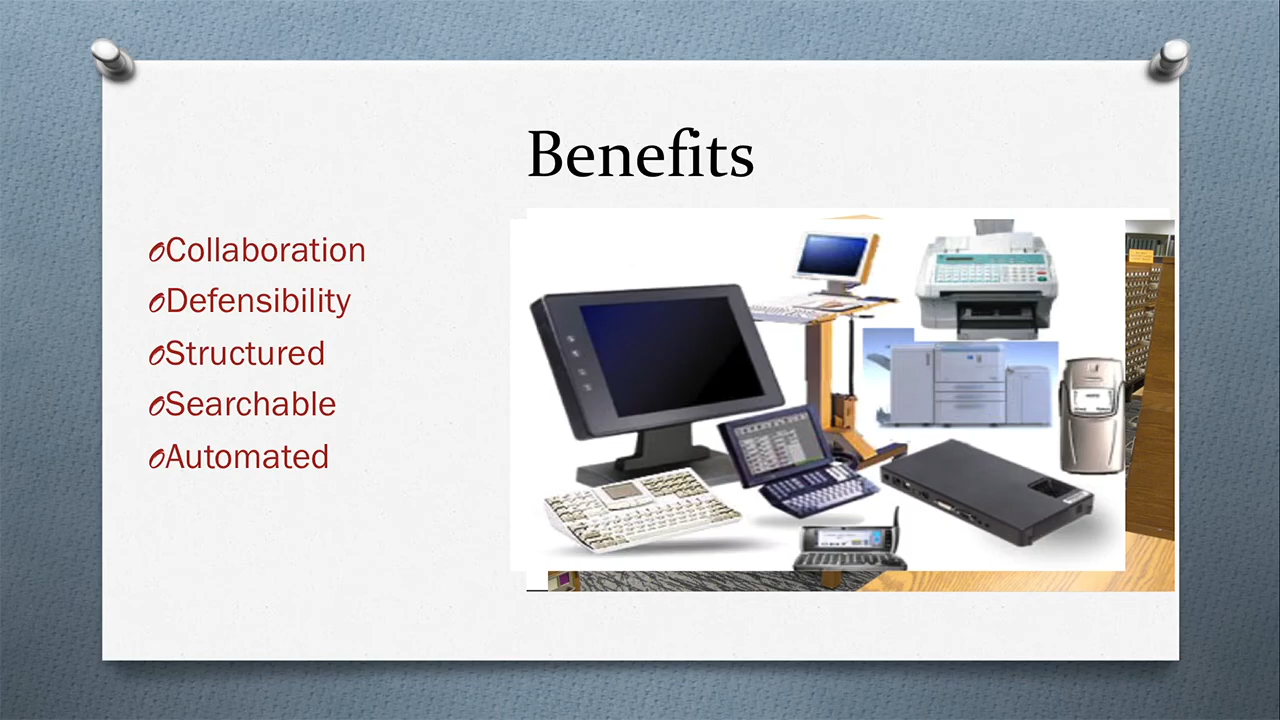 Benefits
Collaboration
Defensibility
Structured
Searchable
Automated